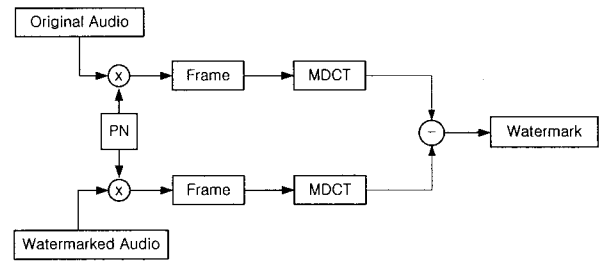 Original Audio
x
Frame
MDCT
PN
−
Watermark
x
Frame
MDCT
Watermarked Audio